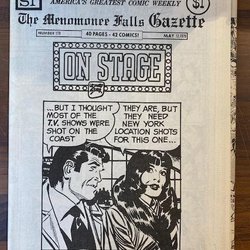 AMERICA'S GREATEST COMIC WEEKLY
$1
The Menomonee Falls Gazette
40 PAGES - 42 COMICS!
ON STAGE
...BUT I THOUGHT
MOST OF THE
T.V. SHOWS WERE
SHOT ON THE
COAST
THEY ARE, BUT
THEY NEED
NEW YORK
LOCATION SHOTS
FOR THIS ONE...